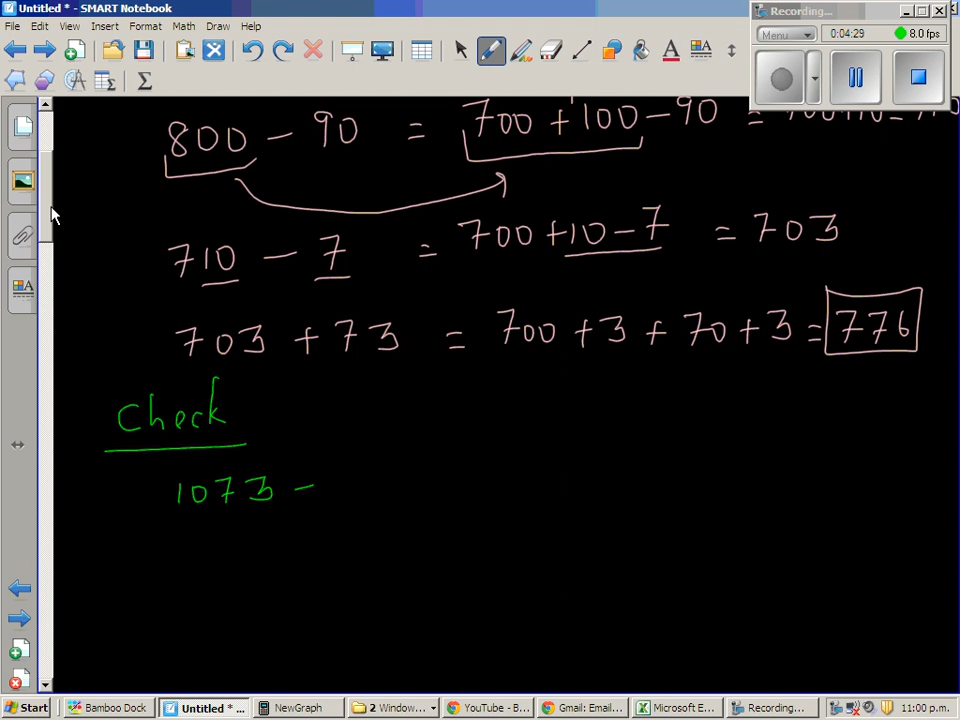 Untitled * - SMART Notebook
File Edit View Insert Format Math Draw Help
Recording...
Menu 0:04:29 8.0 fps
800 - 90 = 700 + 100 - 90 =
710 - 7 = 700 + 10 - 7 = 703
703 + 73 = 700 + 3 + 70 + 3 = 776
Check
1073 -
Start Bamboo Dock Untitled * ... NewGraph 2 Window... YouTube - B... Gmail: Email... Microsoft E... Recording... 11:00 p.m.